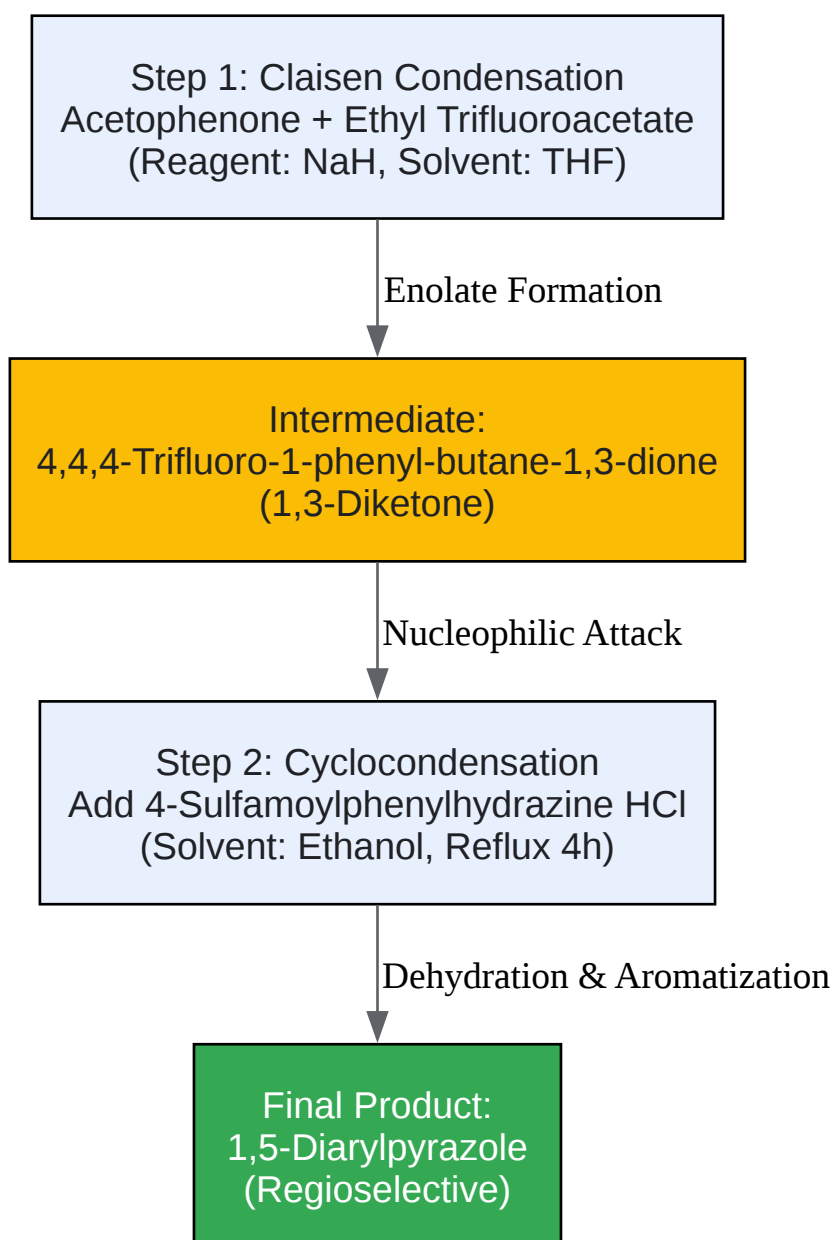 Step 1: Claisen Condensation
Acetophenone + Ethyl Trifluoroacetate
(Reagent: NaH, Solvent: THF)
Enolate Formation
Intermediate:
4,4,4-Trifluoro-1-phenyl-butane-1,3-dione
(1,3-Diketone)
Nucleophilic Attack
Step 2: Cyclocondensation
Add 4-Sulfamoylphenylhydrazine HCl
(Solvent: Ethanol, Reflux 4h)
Dehydration & Aromatization
Final Product:
1,5-Diarylpyrazole
(Regioselective)